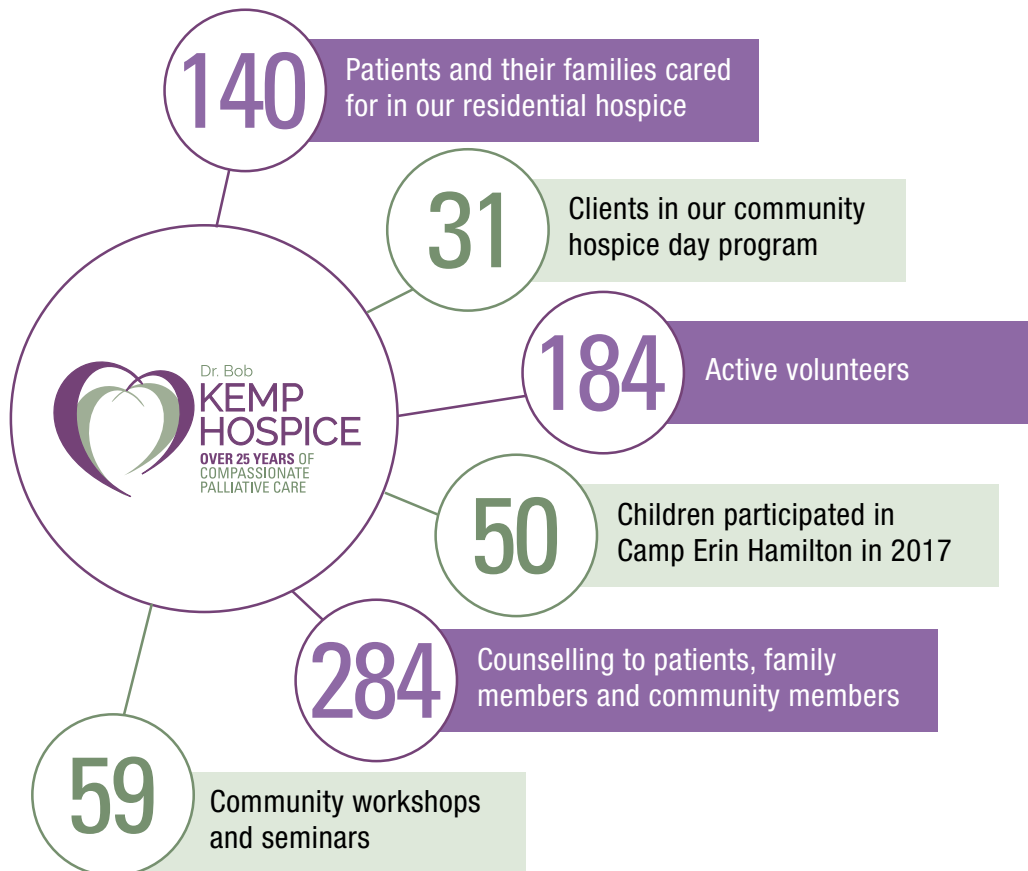 140
Patients and their families cared
for in our residential hospice
31
Clients in our community
hospice day program
184
Active volunteers
Dr. Bob
KEMP
HOSPICE
OVER 25 YEARS OF
COMPASSIONATE
PALLIATIVE CARE
50
Children participated in
Camp Erin Hamilton in 2017
284
Counselling to patients, family
members and community members
59
Community workshops
and seminars